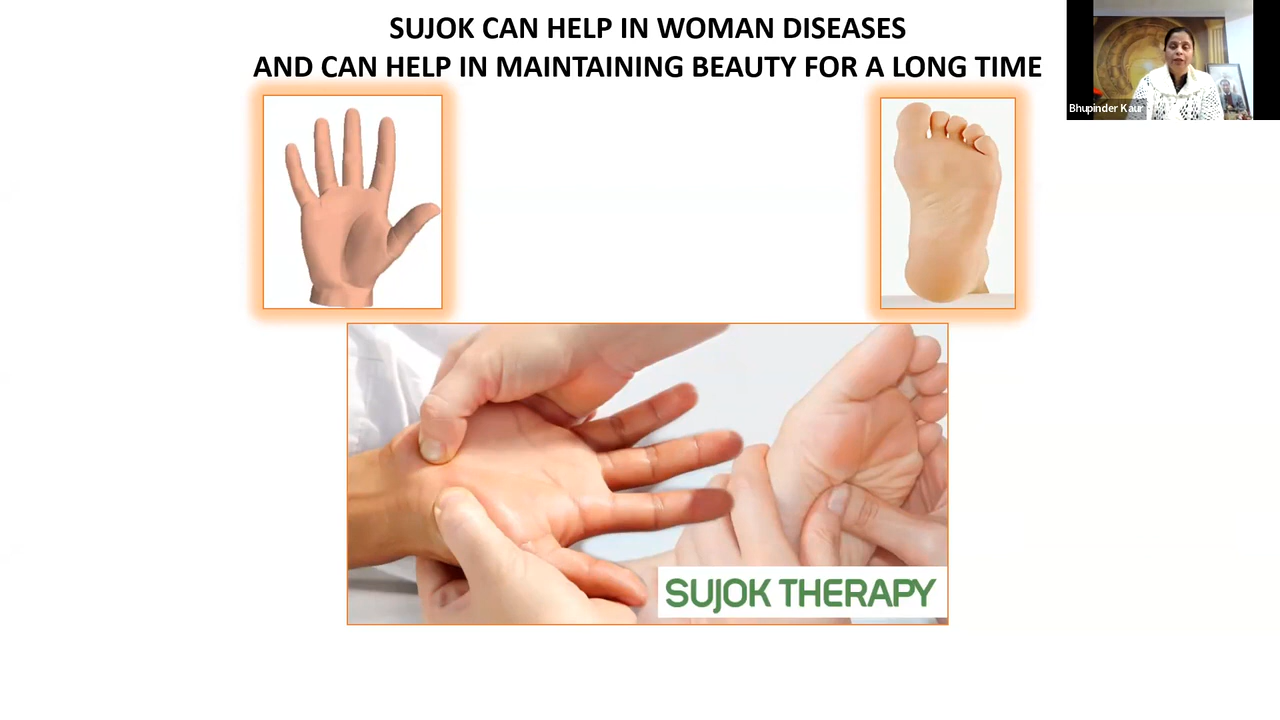 SUJOK CAN HELP IN WOMAN DISEASES
AND CAN HELP IN MAINTAINING BEAUTY FOR A LONG TIME
Bhupinder Kaur
SUJOK THERAPY